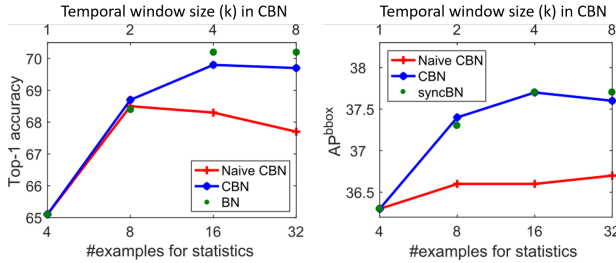 Temporal window size (k) in CBN
1 2 4 8
70
69
68
67
66
65
Top-1 accuracy
Naive CBN
CBN
BN
4 8 16 32
#examples for statistics
Temporal window size (k) in CBN
1 2 4 8
38
37.5
37
36.5
AP^bbox
Naive CBN
CBN
syncBN
4 8 16 32
#examples for statistics